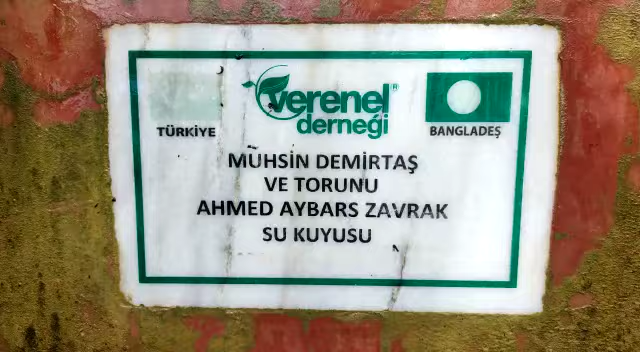 verenel®
derneği
TÜRKİYE
BANGLADEŞ
MUHSİN DEMİRTAŞ
VE TORUNU
AHMED AYBARS ZAVRAK
SU KUYUSU